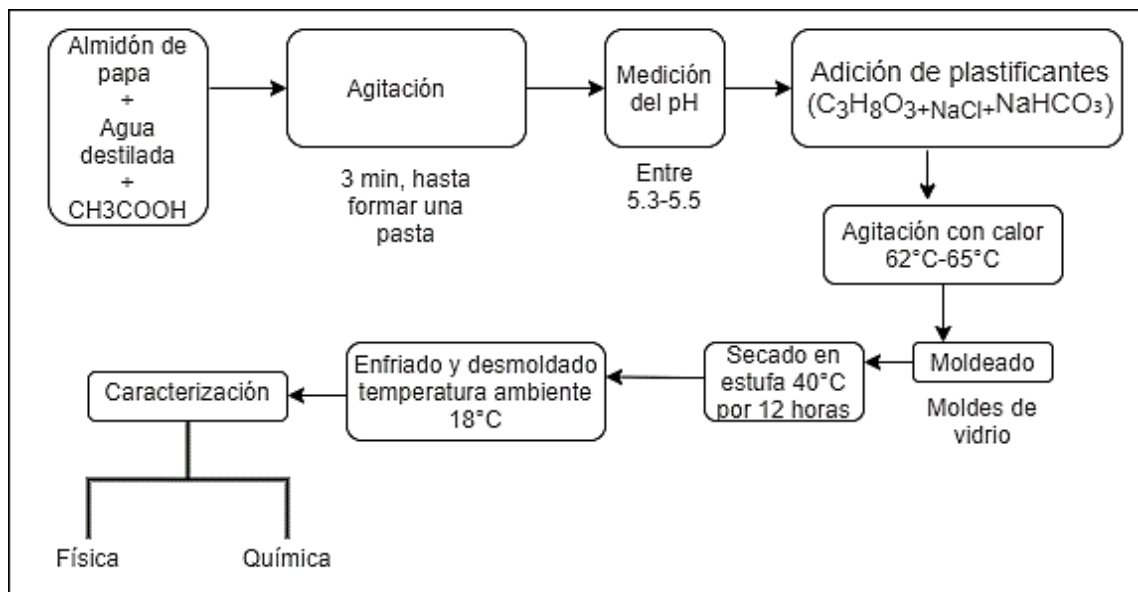 Almidón de
papa
+
Agua
destilada
+
CH3COOH
Agitación
3 min, hasta
formar una
pasta
Medición
del pH
Entre
5.3-5.5
Adición de plastificantes
(C₃H₈O₃+NaCl+NaHCO₃)
Agitación con calor
62°C-65°C
Moldeado
Moldes de
vidrio
Secado en
estufa 40°C
por 12 horas
Enfriado y desmoldado
temperatura ambiente
18°C
Caracterización
Física
Química